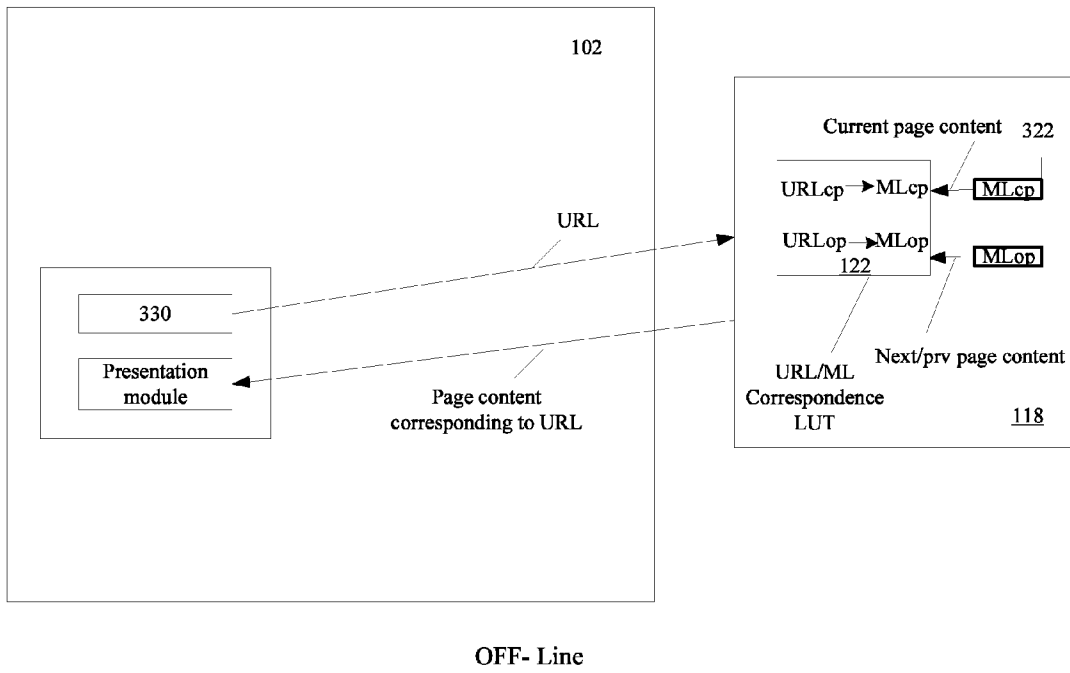 102
Current page content
322
URLcp
MLcp
MLcp
URL
URLop
MLop
MLop
122
330
Next/prv page content
Presentation
module
URL/ML
Correspondence
LUT
Page content
corresponding to URL
118
OFF- Line